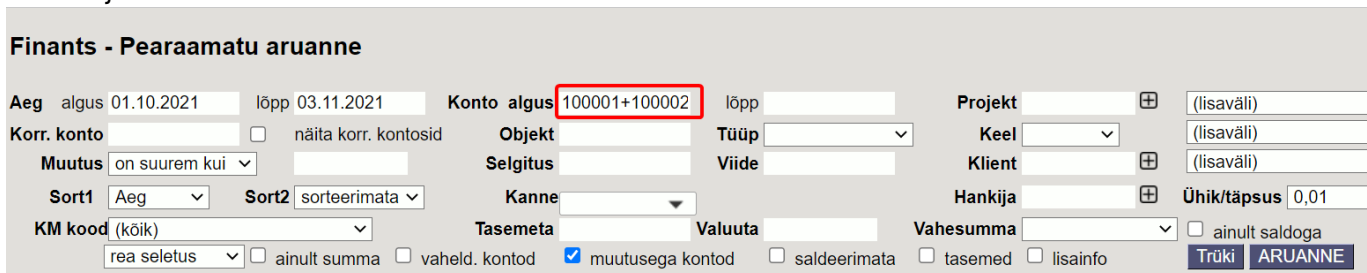 Finants - Pearaamatu aruanne
Aeg algus 01.10.2021 lõpp 03.11.2021 Konto algus 100001+100002 lõpp Projekt (lisaväli)
Korr. konto näita korr. kontosid Objekt Tüüp Keel (lisaväli)
Muutus on suurem kui Selgitus Viide Klient (lisaväli)
Sort1 Aeg Sort2 sorteerimata Kanne Hankija Ühik/täpsus 0,01
KM kood (kõik) Tasemeta Valuuta Vahesumma ainult saldoga
rea seletus ainult summa vaheld. kontod muutusega kontod saldeerimata tasemed lisainfo Trüki ARUANNE